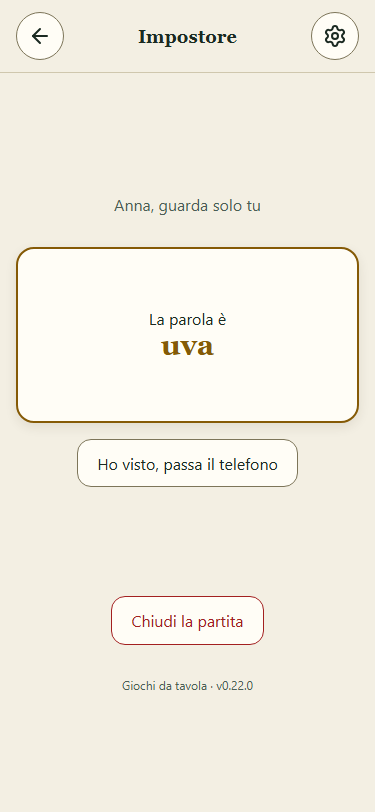 Impostore
Anna, guarda solo tu
La parola è
uva
Ho visto, passa il telefono
Chiudi la partita
Giochi da tavola · v0.22.0